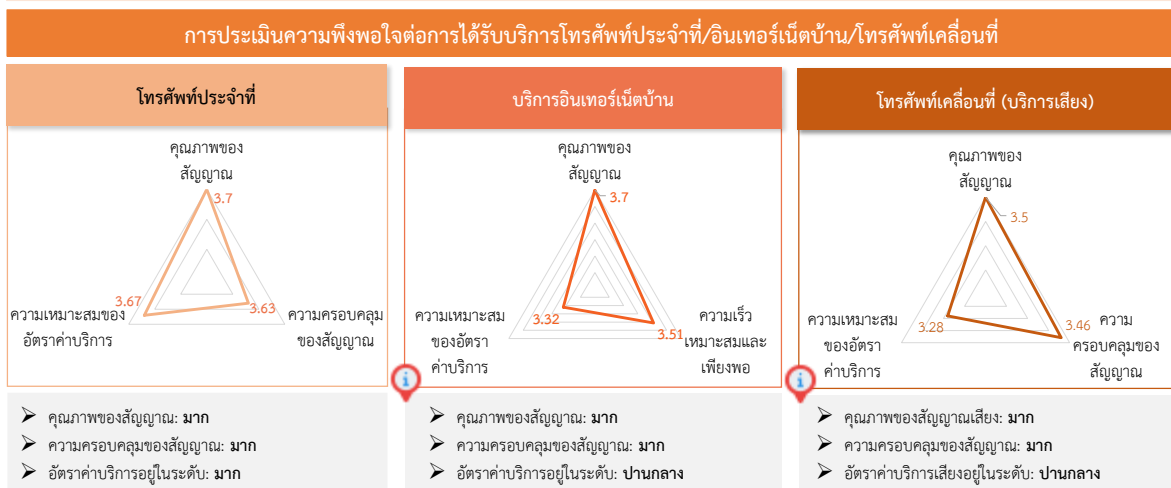 การประเมินความพึงพอใจต่อการได้รับบริการโทรศัพท์ประจำที่/อินเทอร์เน็ตบ้าน/โทรศัพท์เคลื่อนที่
โทรศัพท์ประจำที่
คุณภาพของ
สัญญาณ
3.7
3.67
3.63
ความเหมาะสมของ
อัตราค่าบริการ
ความครอบคลุม
ของสัญญาณ
➢ คุณภาพของสัญญาณ: มาก
➢ ความครอบคลุมของสัญญาณ: มาก
➢ อัตราค่าบริการอยู่ในระดับ: มาก
บริการอินเทอร์เน็ตบ้าน
คุณภาพของ
สัญญาณ
3.7
3.32
3.51
ความเหมาะสม
ของอัตรา
ค่าบริการ
ความเร็ว
เหมาะสมและ
เพียงพอ
i
➢ คุณภาพของสัญญาณ: มาก
➢ ความครอบคลุมของสัญญาณ: มาก
➢ อัตราค่าบริการอยู่ในระดับ: ปานกลาง
โทรศัพท์เคลื่อนที่ (บริการเสียง)
คุณภาพของ
สัญญาณ
3.5
3.28
3.46
ความเหมาะสม
ของอัตรา
ค่าบริการ
ความ
ครอบคลุมของ
สัญญาณ
i
➢ คุณภาพของสัญญาณเสียง: มาก
➢ ความครอบคลุมของสัญญาณ: มาก
➢ อัตราค่าบริการเสียงอยู่ในระดับ: ปานกลาง